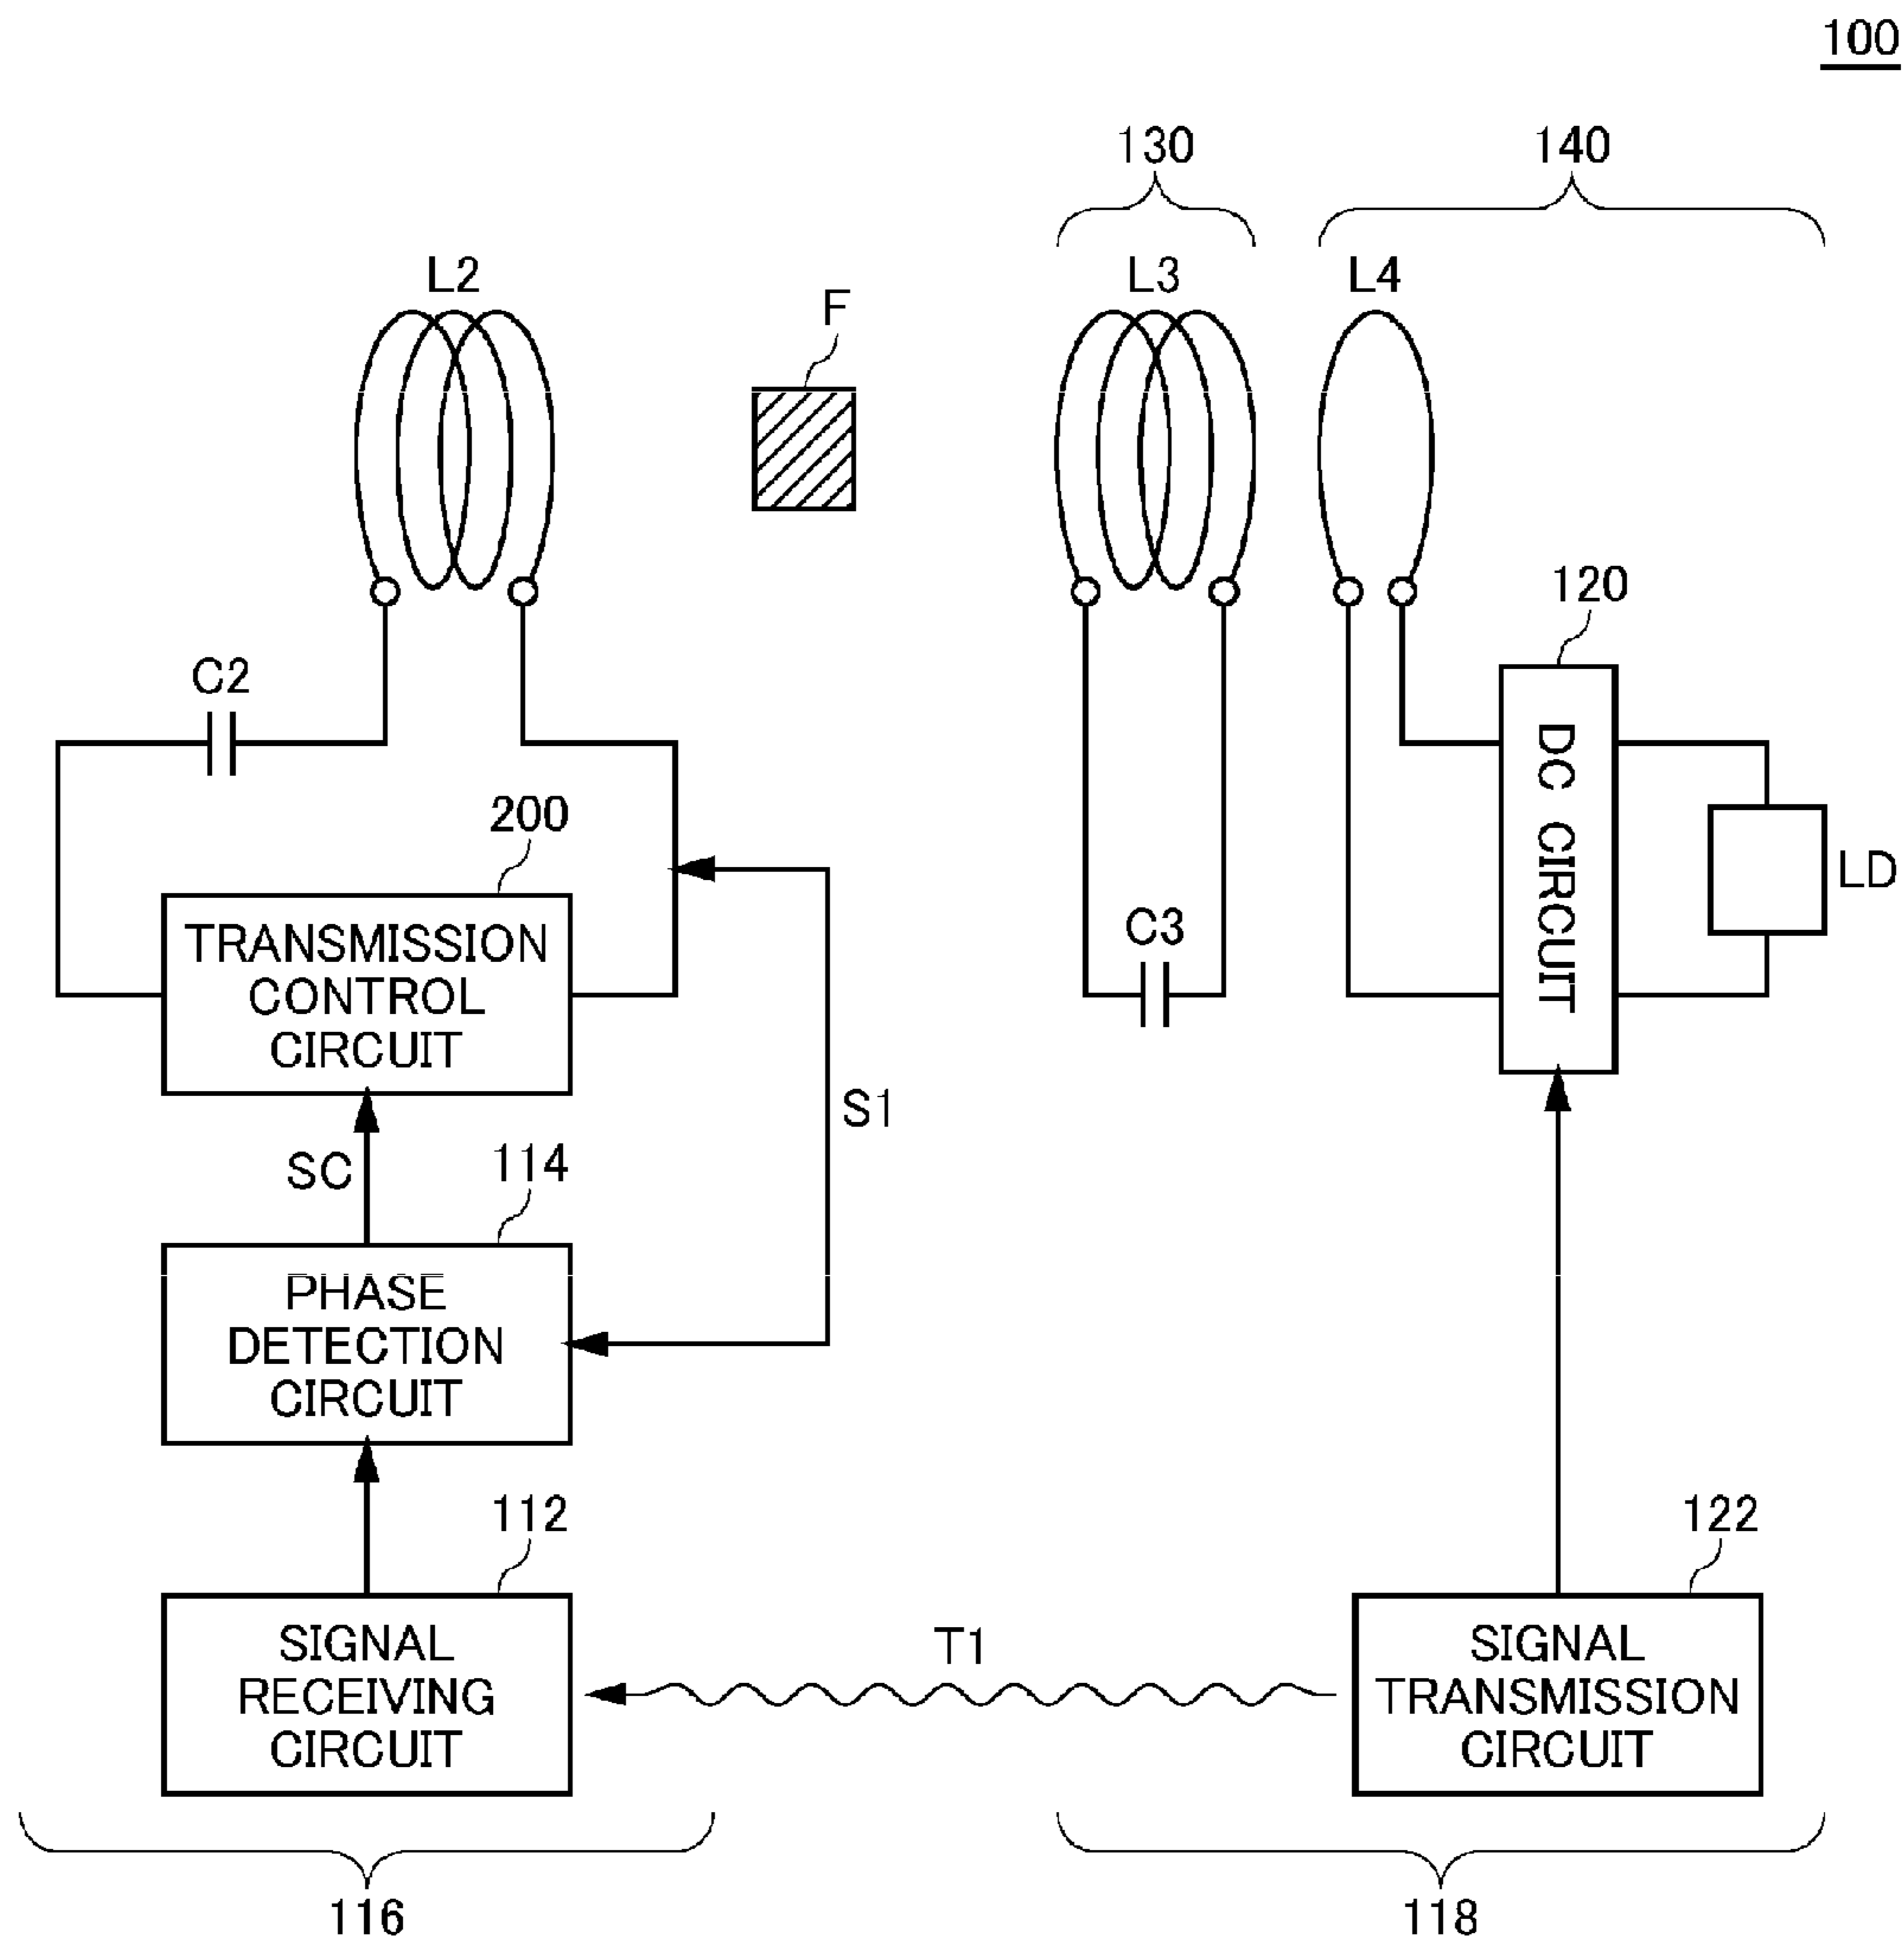 100
130
140
L2
F
L3
L4
120
C2
DC CIRCUIT
200
LD
TRANSMISSION
CONTROL
CIRCUIT
C3
S1
SC
114
PHASE
DETECTION
CIRCUIT
112
122
SIGNAL
RECEIVING
CIRCUIT
T1
SIGNAL
TRANSMISSION
CIRCUIT
116
118